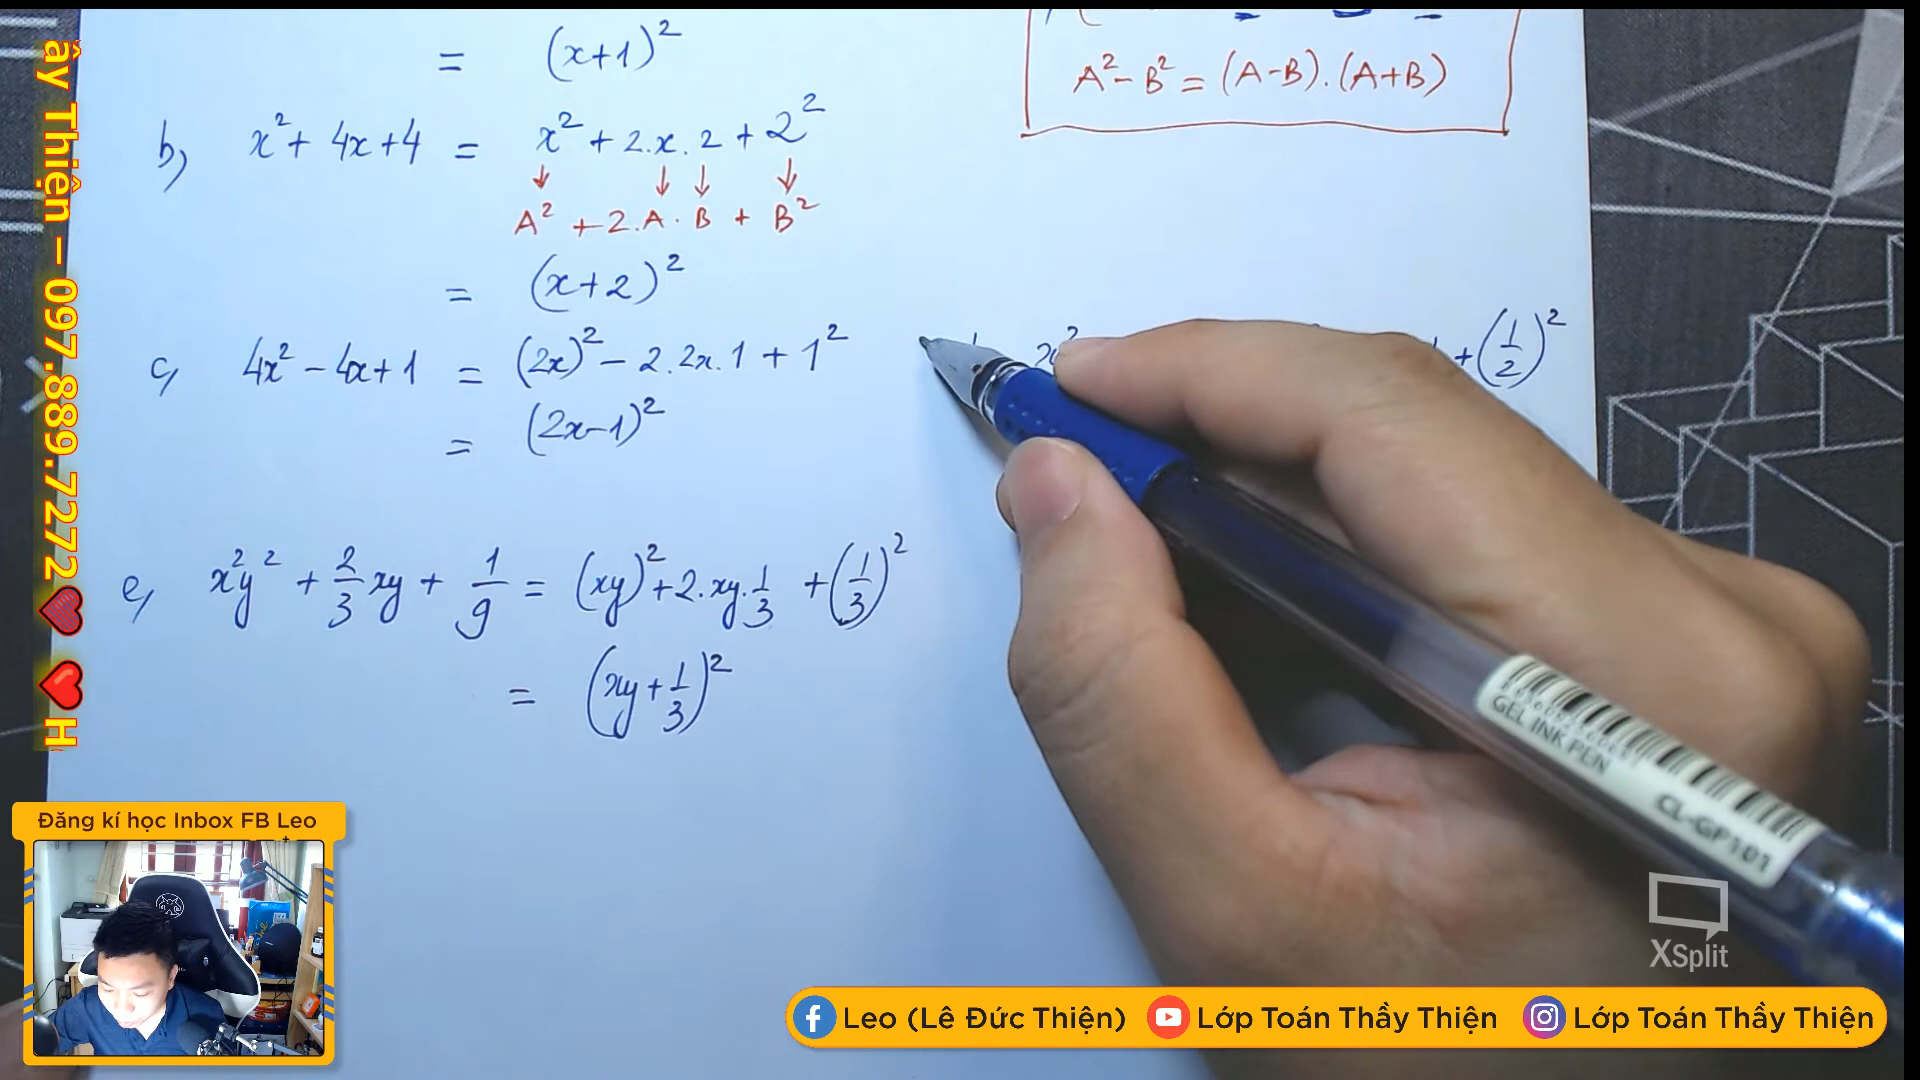 = (x+1)²
A² - B² = (A-B).(A+B)
b) x² + 4x + 4 = x² + 2.x.2 + 2²
A² + 2.A.B + B²
= (x+2)²
c, 4x² - 4x + 1 = (2x)² - 2.2x.1 + 1²
+ (1/2)²
= (2x-1)²
e, x²y² + 2/3 xy + 1/9 = (xy)² + 2.xy.1/3 + (1/3)²
= (xy + 1/3)²
ầy Thiện – 097.889.7272 ❤ ❤ H
GEL INK PEN
CL-GP101
Đăng kí học Inbox FB Leo
XSplit
Leo (Lê Đức Thiện) Lớp Toán Thầy Thiện Lớp Toán Thầy Thiện